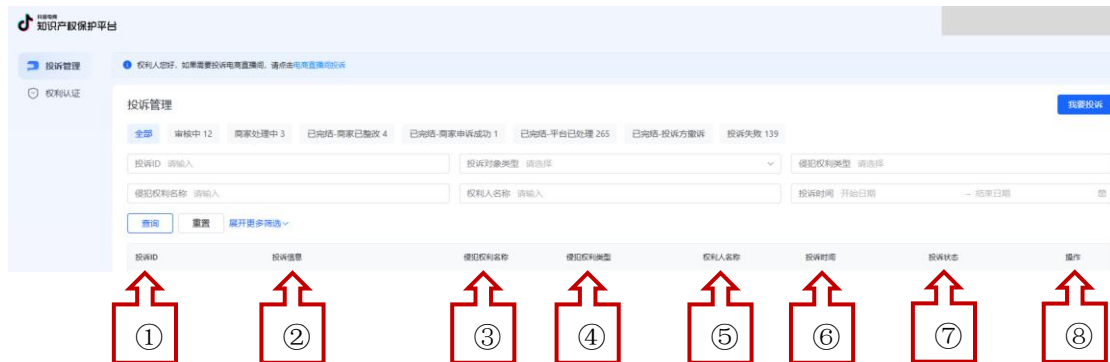 抖音电商
知识产权保护平台
投诉管理
权利认证
权利人您好，如果需要投诉电商直播间，请点击电商直播间投诉
投诉管理
我要投诉
全部 审核中 12 商家处理中 3 已完结-商家已整改 4 已完结-商家申诉成功 1 已完结-平台已处理 265 已完结-投诉方撤诉 投诉失败 139
投诉ID 请输入 投诉对象类型 请选择 侵犯权利类型 请选择
侵犯权利名称 请输入 权利人名称 请输入 投诉时间 开始日期 – 结束日期
查询 重置 展开更多筛选
投诉ID 投诉信息 侵犯权利名称 侵犯权利类型 权利人名称 投诉时间 投诉状态 操作
① ② ③ ④ ⑤ ⑥ ⑦ ⑧